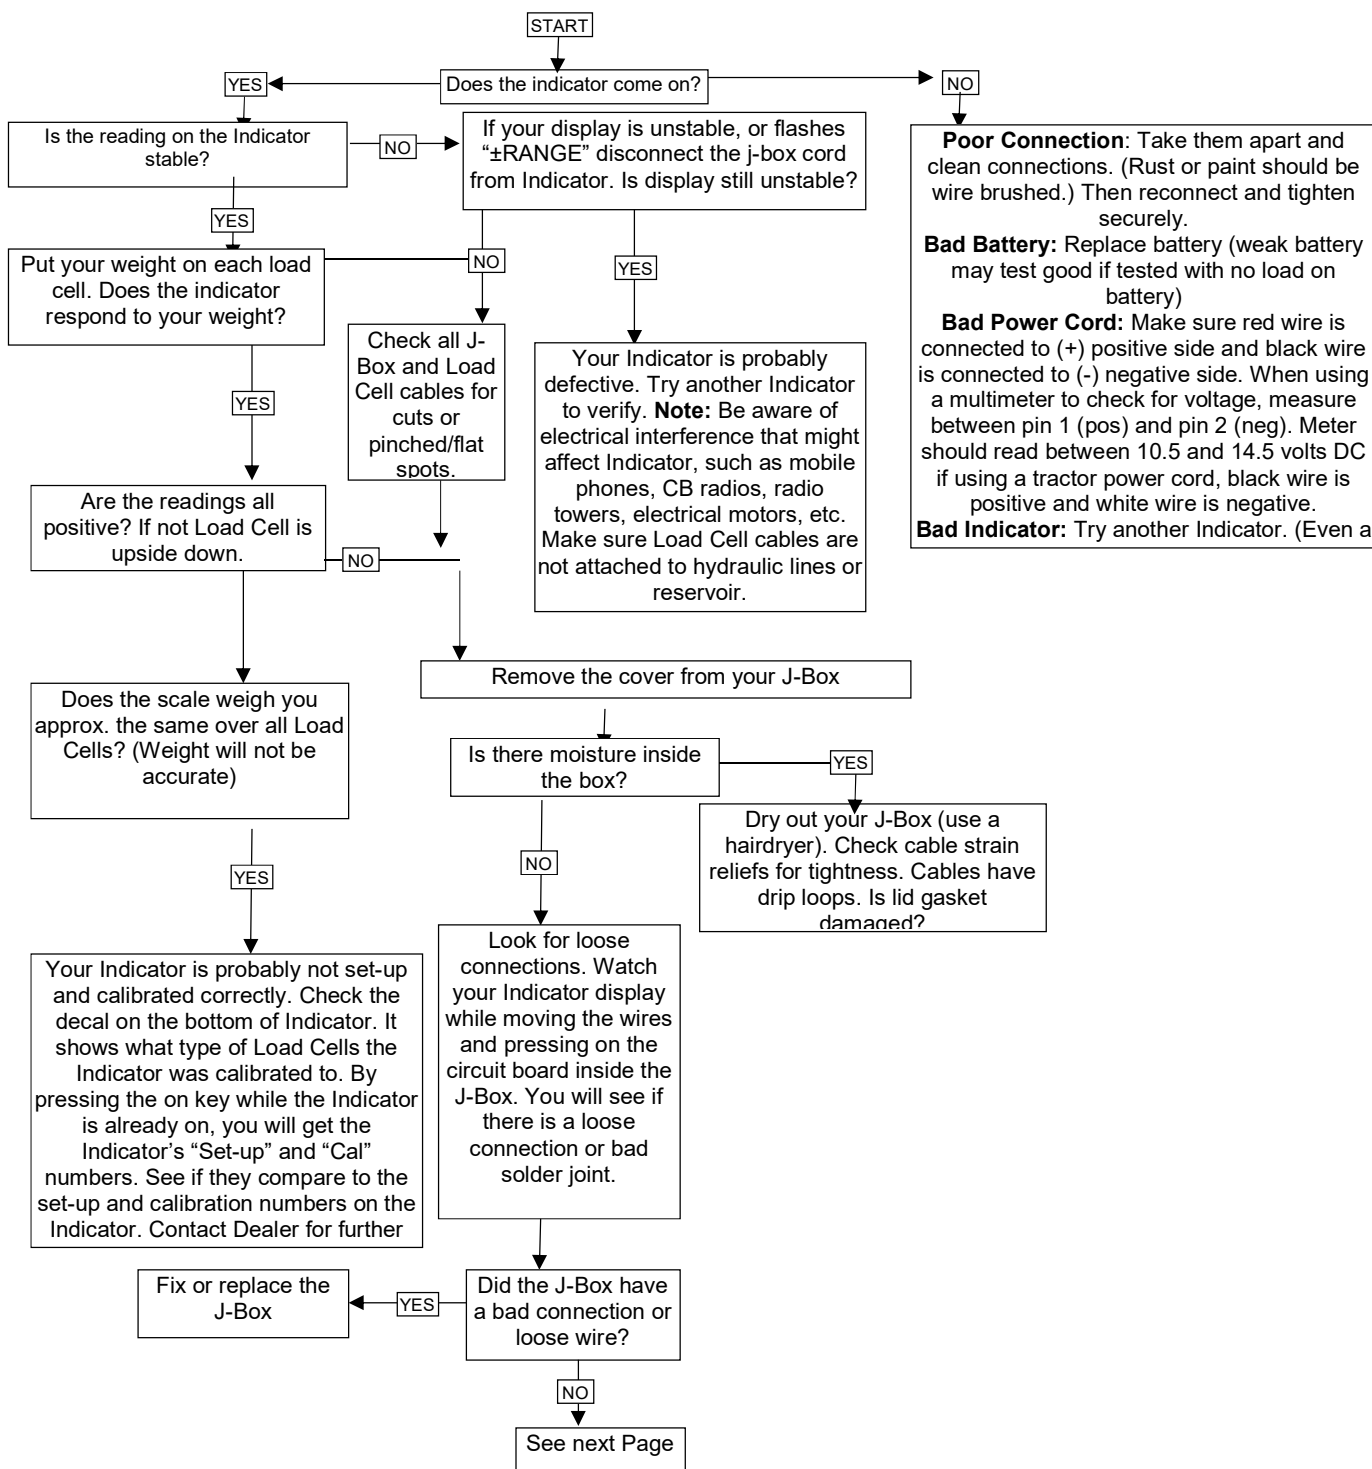 START
Does the indicator come on?
YES
NO
Is the reading on the Indicator
stable?
NO
If your display is unstable, or flashes
“±RANGE” disconnect the j-box cord
from Indicator. Is display still unstable?
Poor Connection: Take them apart and
clean connections. (Rust or paint should be
wire brushed.) Then reconnect and tighten
securely.
Bad Battery: Replace battery (weak battery
may test good if tested with no load on
battery)
Bad Power Cord: Make sure red wire is
connected to (+) positive side and black wire
is connected to (-) negative side. When using
a multimeter to check for voltage, measure
between pin 1 (pos) and pin 2 (neg). Meter
should read between 10.5 and 14.5 volts DC
if using a tractor power cord, black wire is
positive and white wire is negative.
Bad Indicator: Try another Indicator. (Even a
YES
Put your weight on each load
cell. Does the indicator
respond to your weight?
NO
YES
Check all J-
Box and Load
Cell cables for
cuts or
pinched/flat
spots.
Your Indicator is probably
defective. Try another Indicator
to verify. Note: Be aware of
electrical interference that might
affect Indicator, such as mobile
phones, CB radios, radio
towers, electrical motors, etc.
Make sure Load Cell cables are
not attached to hydraulic lines or
reservoir.
YES
Are the readings all
positive? If not Load Cell is
upside down.
NO
Remove the cover from your J-Box
Does the scale weigh you
approx. the same over all Load
Cells? (Weight will not be
accurate)
Is there moisture inside
the box?
YES
Dry out your J-Box (use a
hairdryer). Check cable strain
reliefs for tightness. Cables have
drip loops. Is lid gasket
damaged?
YES
NO
Your Indicator is probably not set-up
and calibrated correctly. Check the
decal on the bottom of Indicator. It
shows what type of Load Cells the
Indicator was calibrated to. By
pressing the on key while the Indicator
is already on, you will get the
Indicator’s “Set-up” and “Cal”
numbers. See if they compare to the
set-up and calibration numbers on the
Indicator. Contact Dealer for further
Look for loose
connections. Watch
your Indicator display
while moving the wires
and pressing on the
circuit board inside the
J-Box. You will see if
there is a loose
connection or bad
solder joint.
Fix or replace the
J-Box
YES
Did the J-Box have
a bad connection or
loose wire?
NO
See next Page